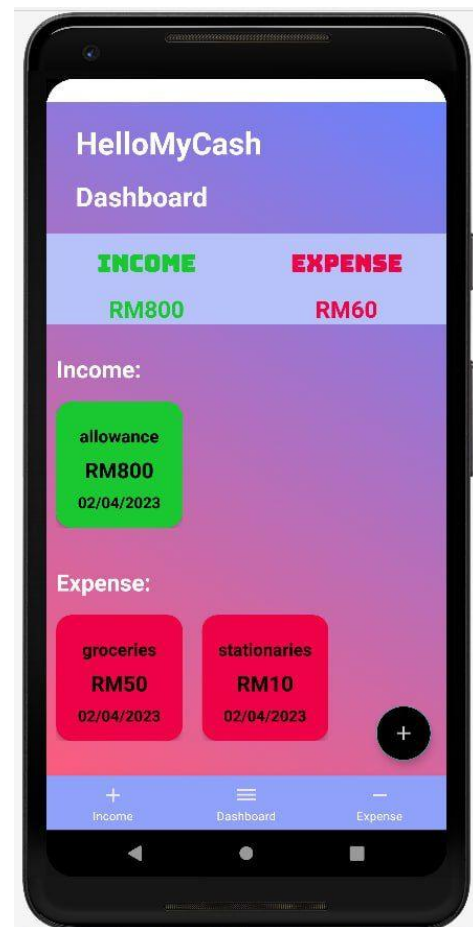 HelloMyCash
Dashboard
INCOME EXPENSE
RM800 RM60
Income:
allowance
RM800
02/04/2023
Expense:
groceries
RM50
02/04/2023
stationaries
RM10
02/04/2023
+
Income Dashboard Expense